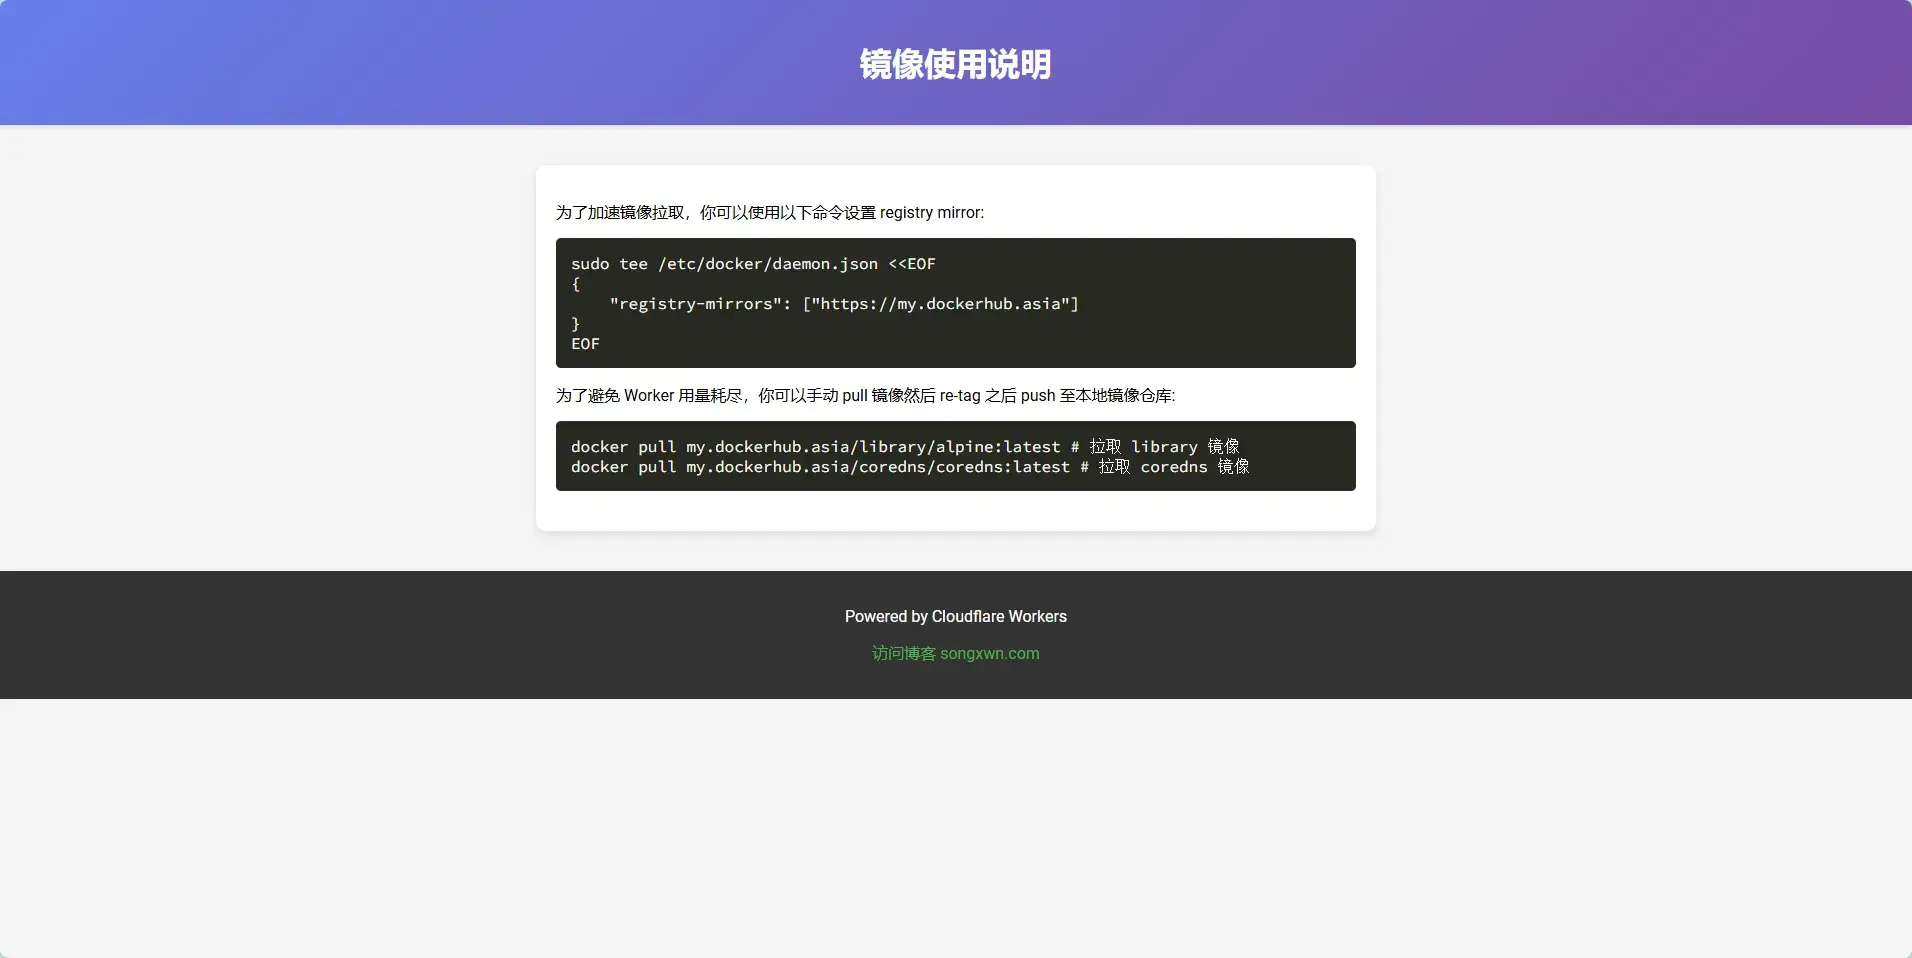 镜像使用说明
为了加速镜像拉取，你可以使用以下命令设置 registry mirror:
sudo tee /etc/docker/daemon.json <<EOF
{
    "registry-mirrors": ["https://my.dockerhub.asia"]
}
EOF
为了避免 Worker 用量耗尽，你可以手动 pull 镜像然后 re-tag 之后 push 至本地镜像仓库:
docker pull my.dockerhub.asia/library/alpine:latest # 拉取 library 镜像
docker pull my.dockerhub.asia/coredns/coredns:latest # 拉取 coredns 镜像
Powered by Cloudflare Workers
访问博客 songxwn.com